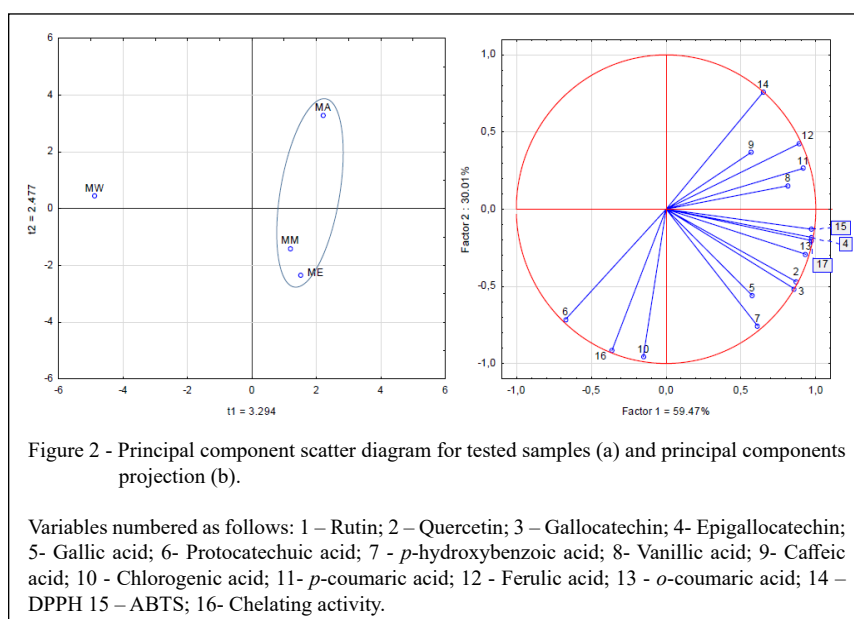 6
4
2
0
-2
-4
-6
-6
-4
-2
0
2
4
6
t2 = 2.477
t1 = 3.294
MW
MA
MM
ME
1,0
0,5
0,0
-0,5
-1,0
-1,0
-0,5
0,0
0,5
1,0
Factor 2 : 30.01%
Factor 1 = 59.47%
14
12
9
11
8
15
4
13
17
2
3
5
7
6
16
10
Figure 2 - Principal component scatter diagram for tested samples (a) and principal components
projection (b).
Variables numbered as follows: 1 – Rutin; 2 – Quercetin; 3 – Gallocatechin; 4- Epigallocatechin;
5- Gallic acid; 6- Protocatechuic acid; 7 - p-hydroxybenzoic acid; 8- Vanillic acid; 9- Caffeic
acid; 10 - Chlorogenic acid; 11- p-coumaric acid; 12 - Ferulic acid; 13 - o-coumaric acid; 14 –
DPPH 15 – ABTS; 16- Chelating activity.